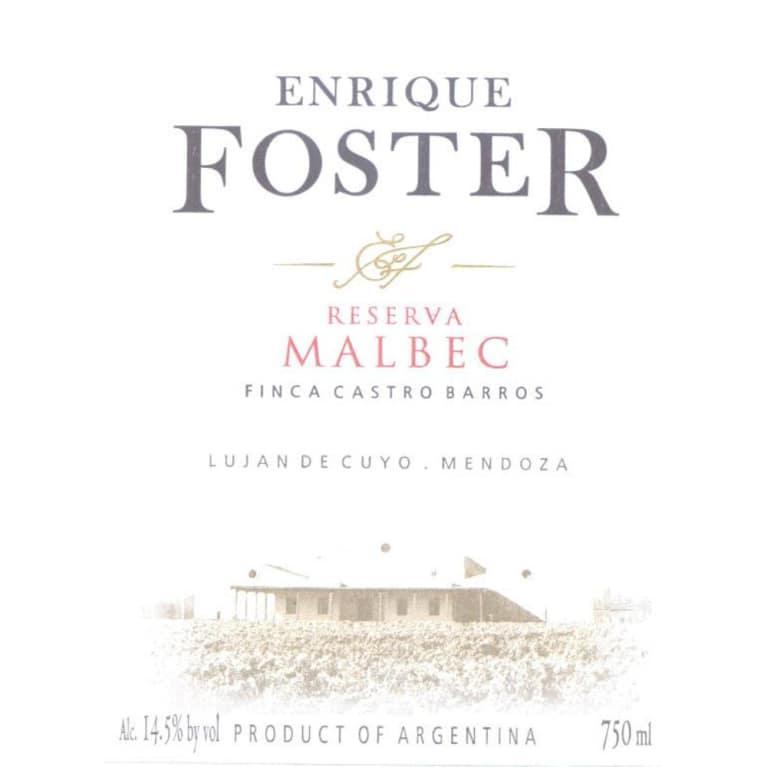 ENRIQUE
FOSTER
EF
RESERVA
MALBEC
FINCA CASTRO BARROS
LUJAN DE CUYO . MENDOZA
Alc. 14.5% by vol PRODUCT OF ARGENTINA 750 ml